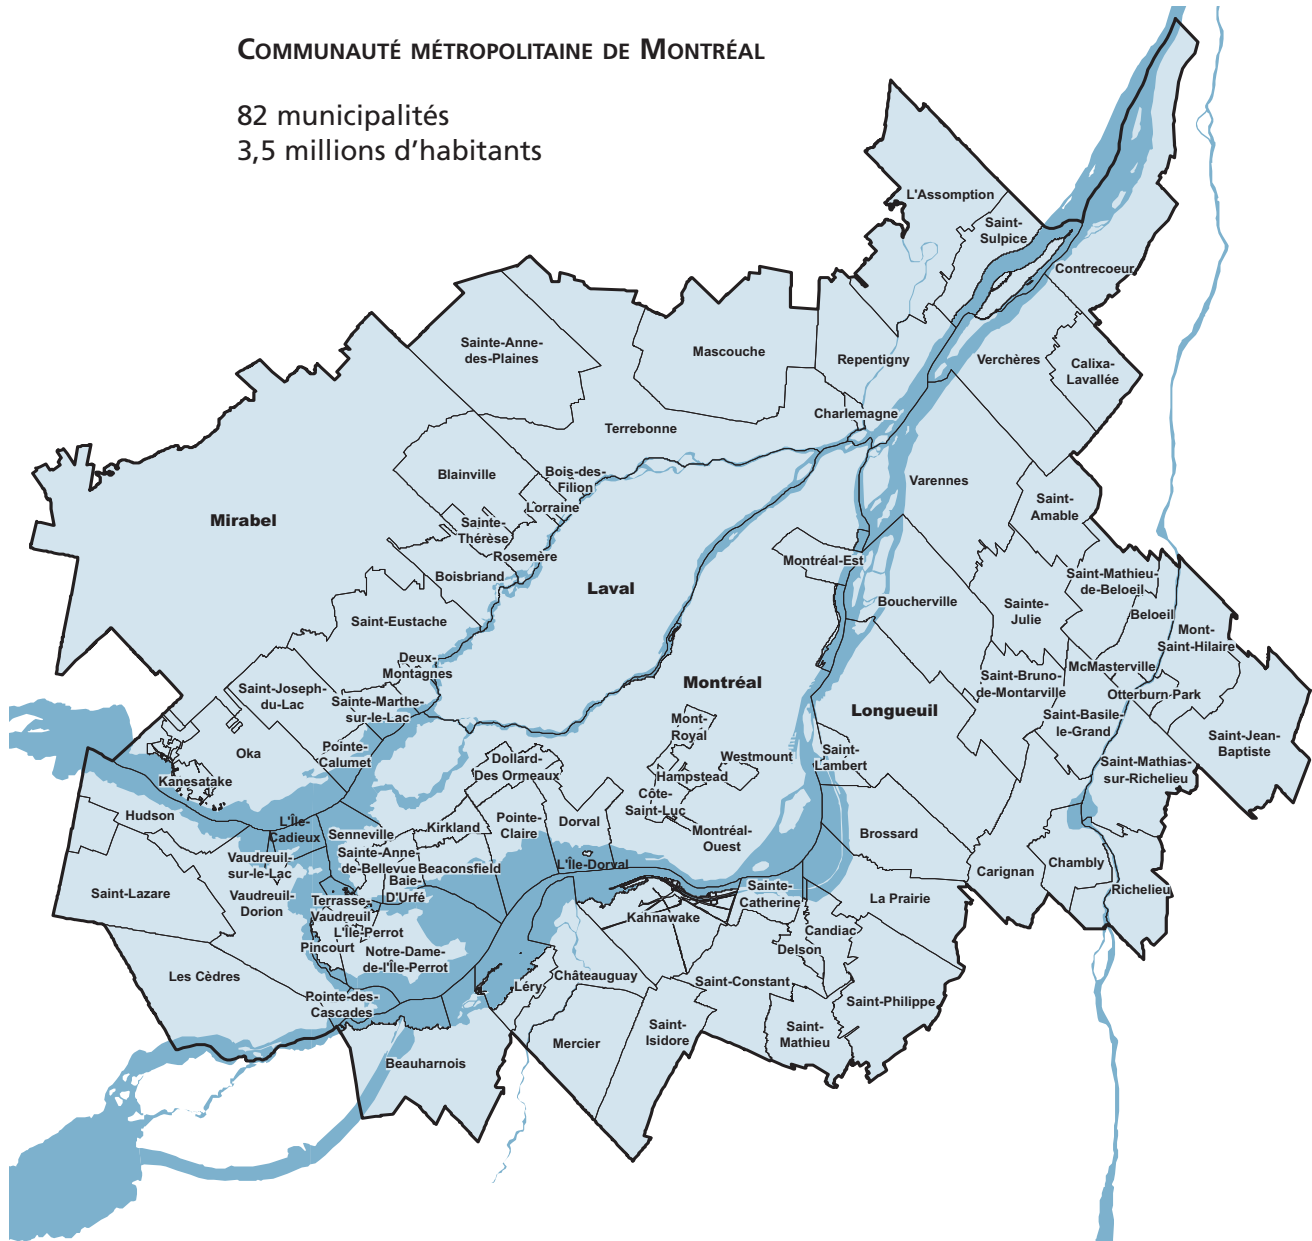 COMMUNAUTÉ MÉTROPOLITAINE DE MONTRÉAL
82 municipalités
3,5 millions d'habitants
L'Assomption
Saint-
Sulpice
Contrecoeur
Sainte-Anne-
des-Plaines
Mascouche
Repentigny
Verchères
Calixa-
Lavallée
Charlemagne
Terrebonne
Blainville
Bois-des-
Filion
Varennes
Saint-
Amable
Lorraine
Mirabel
Sainte-
Thérèse
Rosemère
Boisbriand
Montréal-Est
Laval
Saint-Mathieu-
de-Beloeil
Boucherville
Sainte-
Julie
Beloeil
Saint-Eustache
Mont-
Saint-Hilaire
Deux-
Montagnes
McMasterville
Saint-Bruno-
de-Montarville
Montréal
Saint-Joseph-
du-Lac
Sainte-Marthe-
sur-le-Lac
Otterburn-Park
Longueuil
Saint-Basile-
le-Grand
Mont-
Royal
Saint-Jean-
Baptiste
Oka
Pointe-
Calumet
Dollard-
Des Ormeaux
Westmount
Saint-
Lambert
Saint-Mathias-
sur-Richelieu
Kanesatake
Hampstead
Côte-
Saint-Luc
Hudson
L'Île-
Cadieux
Senneville
Kirkland
Pointe-
Claire
Dorval
Montréal-
Ouest
Brossard
Vaudreuil-
sur-le-Lac
Sainte-Anne-
de-Bellevue
Beaconsfield
L'Île-Dorval
Carignan
Chambly
Richelieu
Saint-Lazare
Vaudreuil-
Dorion
Baie-
D'Urfé
Terrasse-
Vaudreuil
Sainte-
Catherine
La Prairie
Kahnawake
L'Île-Perrot
Candiac
Pincourt
Notre-Dame-
de-l'Île-Perrot
Delson
Les Cèdres
Châteauguay
Saint-Constant
Léry
Pointe-des-
Cascades
Saint-Philippe
Mercier
Saint-
Isidore
Saint-
Mathieu
Beauharnois